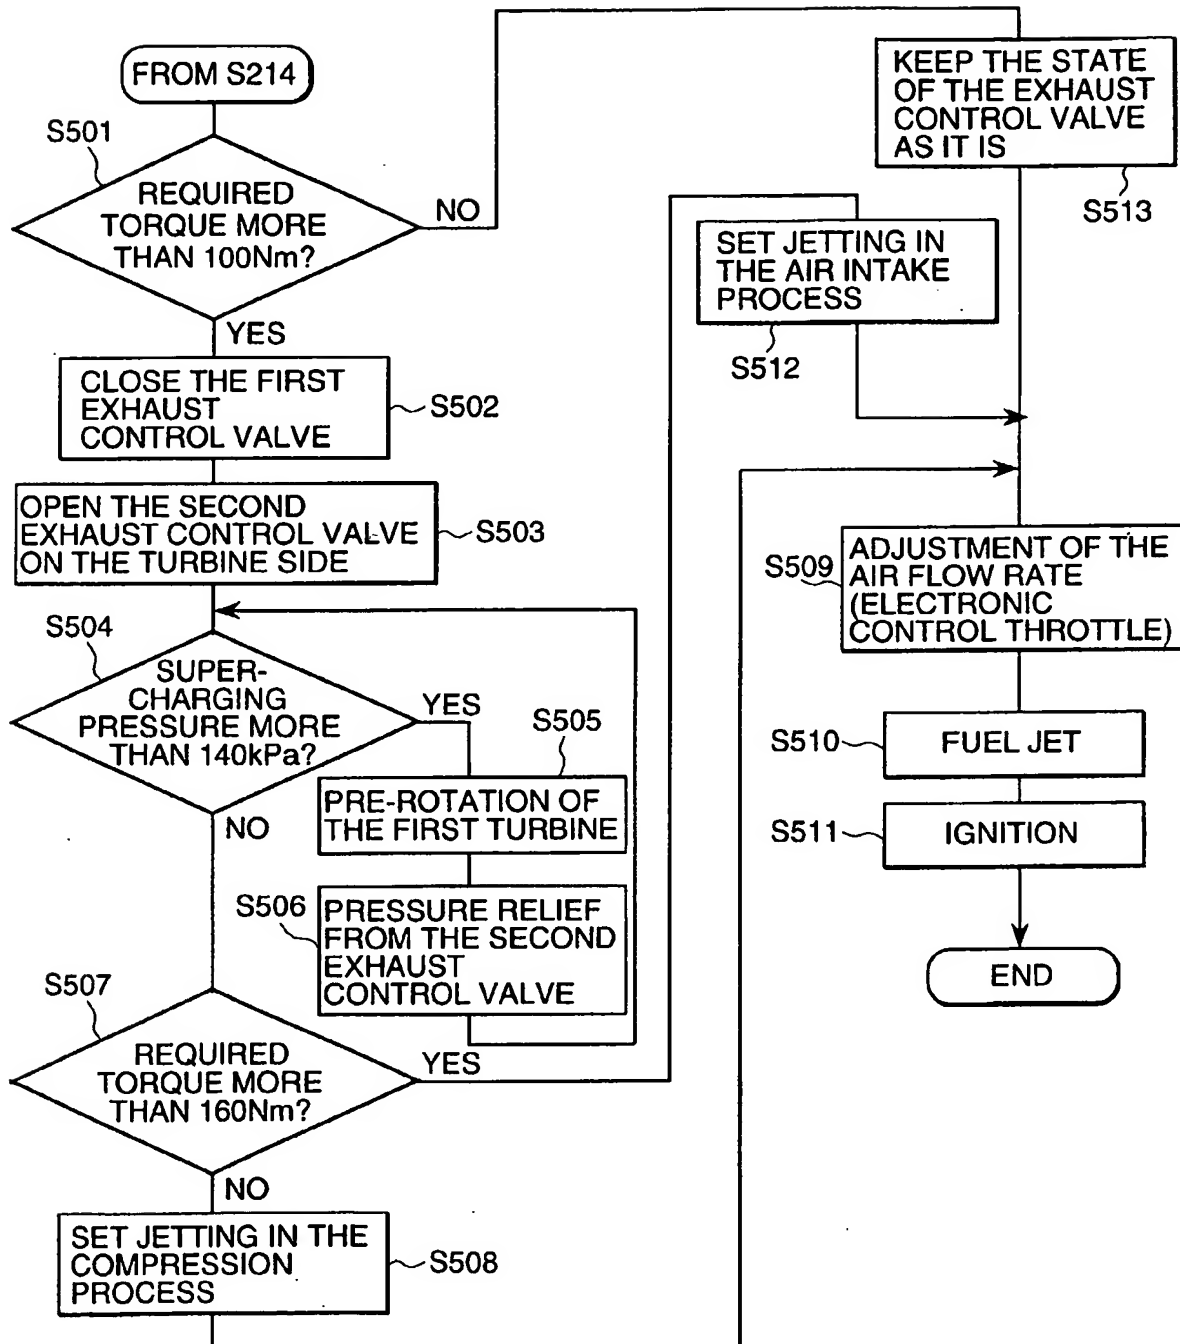 FROM S214
S501
REQUIRED
TORQUE MORE
THAN 100Nm?
NO
YES
CLOSE THE FIRST
EXHAUST
CONTROL VALVE
S502
OPEN THE SECOND
EXHAUST CONTROL VALVE
ON THE TURBINE SIDE
S503
S504
SUPER-
CHARGING
PRESSURE MORE
THAN 140kPa?
YES
NO
S505
PRE-ROTATION OF
THE FIRST TURBINE
S506
PRESSURE RELIEF
FROM THE SECOND
EXHAUST
CONTROL VALVE
S507
REQUIRED
TORQUE MORE
THAN 160Nm?
YES
NO
SET JETTING IN THE
COMPRESSION
PROCESS
S508
SET JETTING IN
THE AIR INTAKE
PROCESS
S512
KEEP THE STATE
OF THE EXHAUST
CONTROL VALVE
AS IT IS
S513
S509
ADJUSTMENT OF THE
AIR FLOW RATE
(ELECTRONIC
CONTROL THROTTLE)
S510
FUEL JET
S511
IGNITION
END